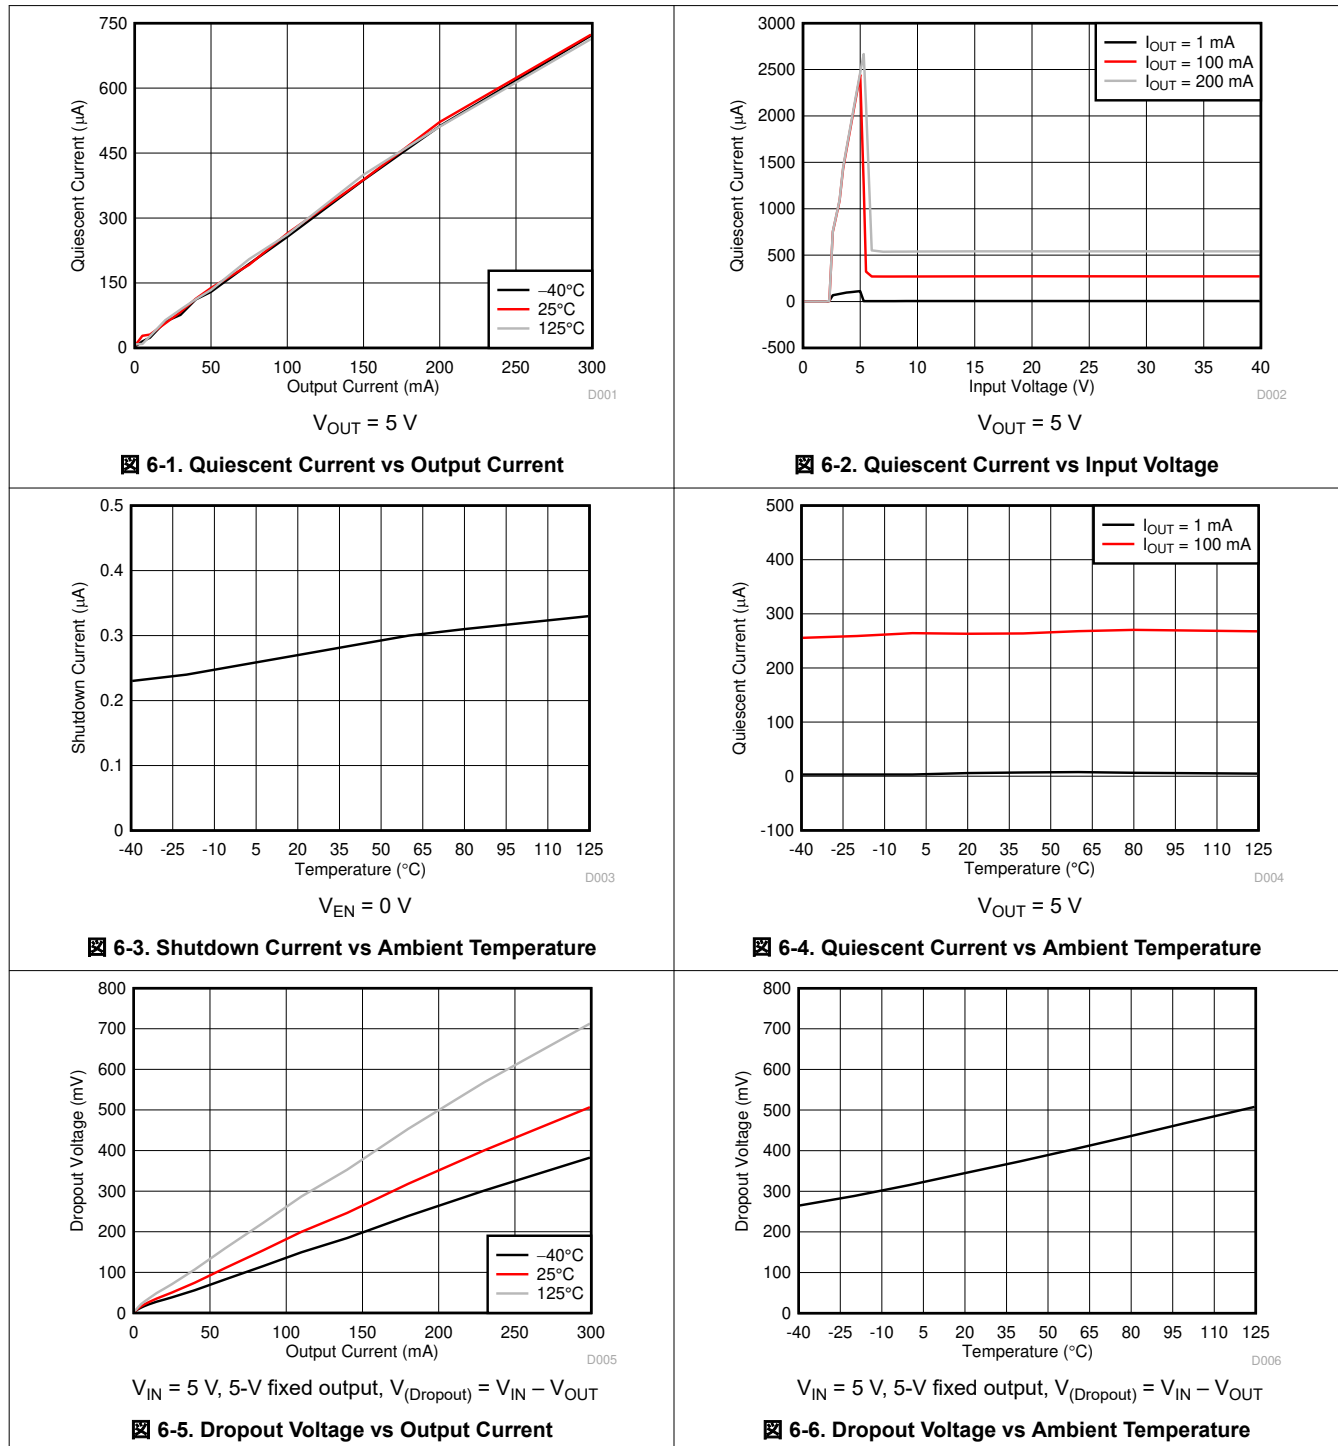 750
600
450
300
150
0
Quiescent Current (µA)
−40°C
25°C
125°C
0 50 100 150 200 250 300
Output Current (mA)
D001
VOUT = 5 V
図 6-1. Quiescent Current vs Output Current
3000
2500
2000
1500
1000
500
0
-500
Quiescent Current (µA)
IOUT = 1 mA
IOUT = 100 mA
IOUT = 200 mA
0 5 10 15 20 25 30 35 40
Input Voltage (V)
D002
VOUT = 5 V
図 6-2. Quiescent Current vs Input Voltage
0.5
0.4
0.3
0.2
0.1
0
Shutdown Current (µA)
-40 -25 -10 5 20 35 50 65 80 95 110 125
Temperature (°C)
D003
VEN = 0 V
図 6-3. Shutdown Current vs Ambient Temperature
500
400
300
200
100
0
-100
Quiescent Current (µA)
IOUT = 1 mA
IOUT = 100 mA
-40 -25 -10 5 20 35 50 65 80 95 110 125
Temperature (°C)
D004
VOUT = 5 V
図 6-4. Quiescent Current vs Ambient Temperature
800
700
600
500
400
300
200
100
0
Dropout Voltage (mV)
−40°C
25°C
125°C
0 50 100 150 200 250 300
Output Current (mA)
D005
VIN = 5 V, 5-V fixed output, V(Dropout) = VIN – VOUT
図 6-5. Dropout Voltage vs Output Current
800
700
600
500
400
300
200
100
0
Dropout Voltage (mV)
-40 -25 -10 5 20 35 50 65 80 95 110 125
Temperature (°C)
D006
VIN = 5 V, 5-V fixed output, V(Dropout) = VIN – VOUT
図 6-6. Dropout Voltage vs Ambient Temperature